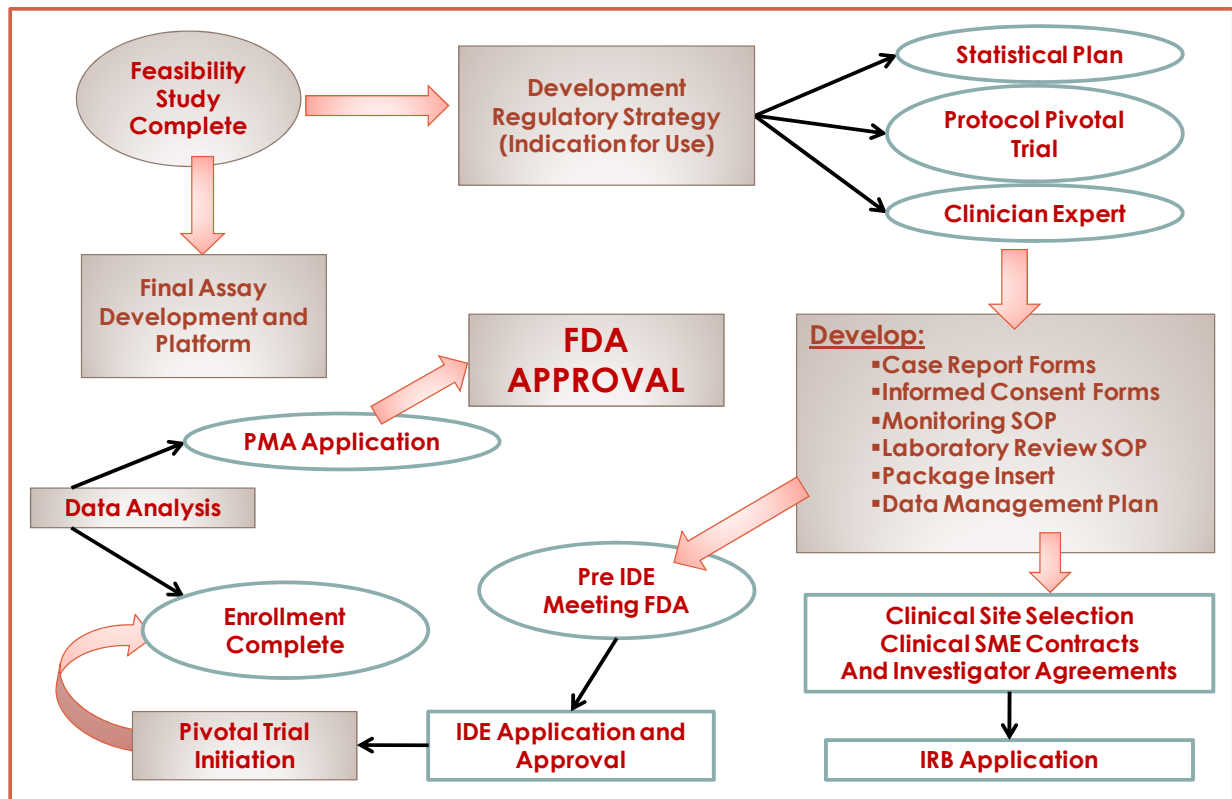 Feasibility
Study
Complete
Development
Regulatory Strategy
(Indication for Use)
Statistical Plan
Protocol Pivotal
Trial
Clinician Expert
Final Assay
Development and
Platform
FDA
APPROVAL
Develop:
▪Case Report Forms
▪Informed Consent Forms
▪Monitoring SOP
▪Laboratory Review SOP
▪Package Insert
▪Data Management Plan
PMA Application
Data Analysis
Enrollment
Complete
Pre IDE
Meeting FDA
Clinical Site Selection
Clinical SME Contracts
And Investigator Agreements
Pivotal Trial
Initiation
IDE Application and
Approval
IRB Application